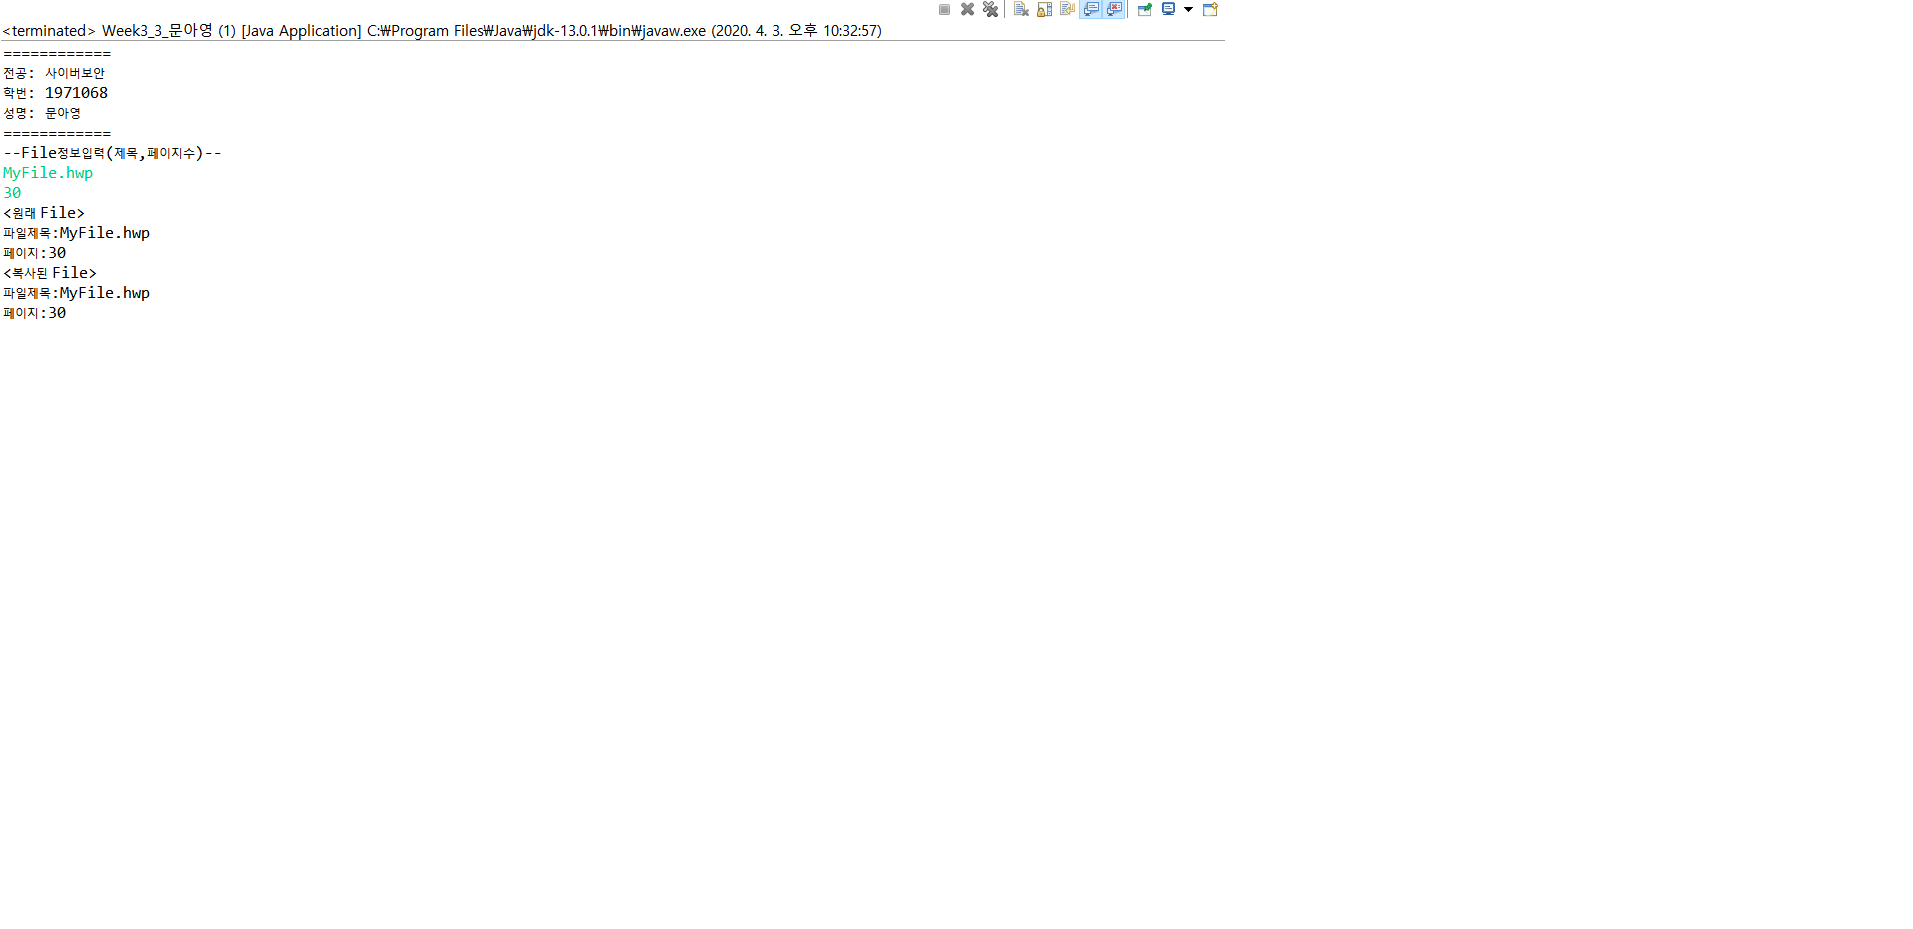 <terminated> Week3_3_문아영 (1) [Java Application] C:₩Program Files₩Java₩jdk-13.0.1₩bin₩javaw.exe (2020. 4. 3. 오후 10:32:57)
============
전공: 사이버보안
학번: 1971068
성명: 문아영
============
--File정보입력(제목,페이지수)--
MyFile.hwp
30
<원래 File>
파일제목:MyFile.hwp
페이지:30
<복사된 File>
파일제목:MyFile.hwp
페이지:30